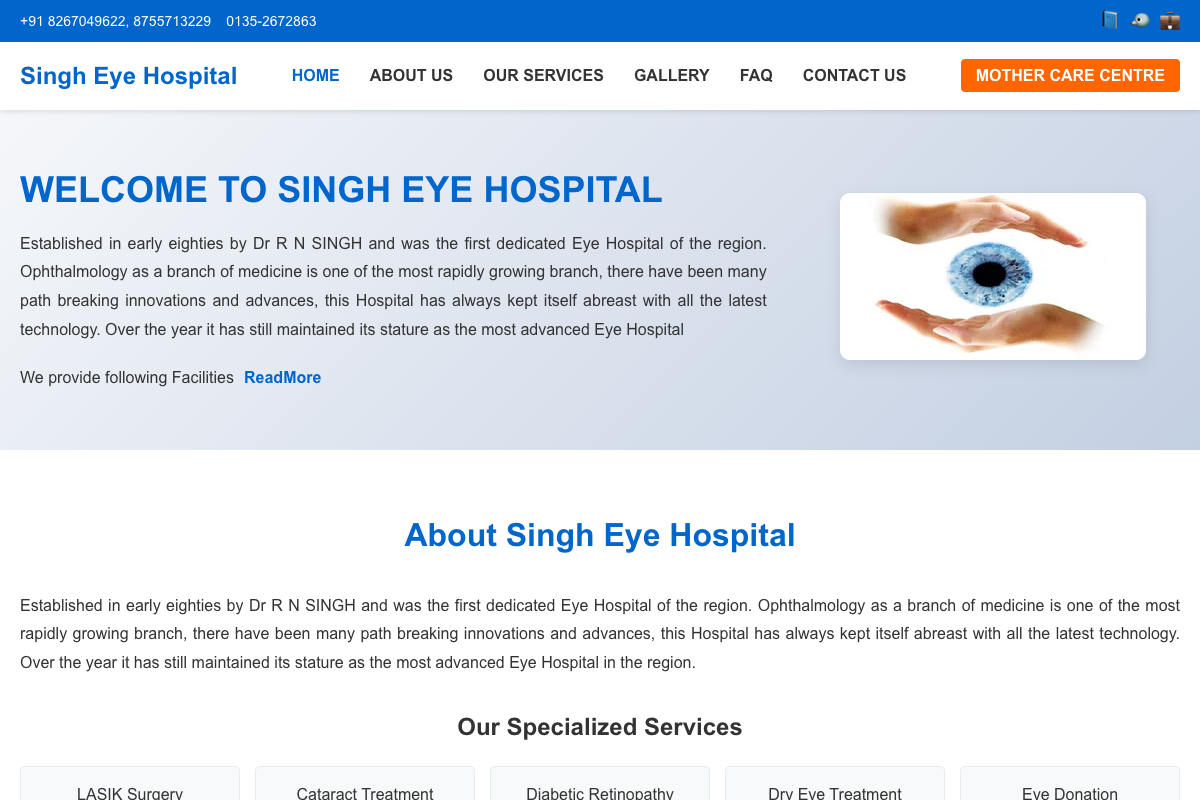 +91 8267049622, 8755713229 0135-2672863
Singh Eye Hospital HOME ABOUT US OUR SERVICES GALLERY FAQ CONTACT US MOTHER CARE CENTRE
WELCOME TO SINGH EYE HOSPITAL
Established in early eighties by Dr R N SINGH and was the first dedicated Eye Hospital of the region.
Ophthalmology as a branch of medicine is one of the most rapidly growing branch, there have been many
path breaking innovations and advances, this Hospital has always kept itself abreast with all the latest
technology. Over the year it has still maintained its stature as the most advanced Eye Hospital
We provide following Facilities ReadMore
About Singh Eye Hospital
Established in early eighties by Dr R N SINGH and was the first dedicated Eye Hospital of the region. Ophthalmology as a branch of medicine is one of the most
rapidly growing branch, there have been many path breaking innovations and advances, this Hospital has always kept itself abreast with all the latest technology.
Over the year it has still maintained its stature as the most advanced Eye Hospital in the region.
Our Specialized Services
LASIK Surgery Cataract Treatment Diabetic Retinopathy Dry Eye Treatment Eye Donation